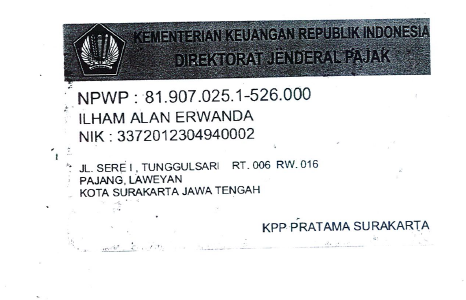 KEMENTERIAN KEUANGAN REPUBLIK INDONESIA
DIREKTORAT JENDERAL PAJAK
NPWP : 81.907.025.1-526.000
ILHAM ALAN ERWANDA
NIK : 3372012304940002
JL. SERE I , TUNGGULSARI RT. 006 RW. 016
PAJANG, LAWEYAN
KOTA SURAKARTA JAWA TENGAH
KPP PRATAMA SURAKARTA